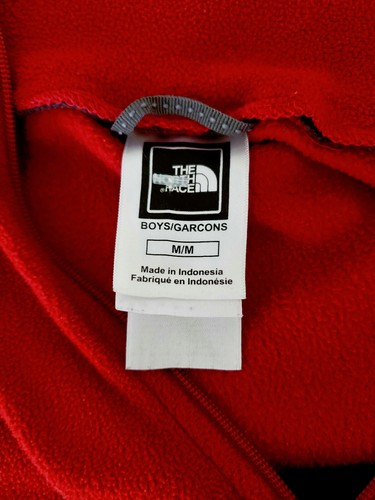 THE
NORTH
FACE
BOYS/GARCONS
M/M
Made in Indonesia
Fabriqué en Indonésie